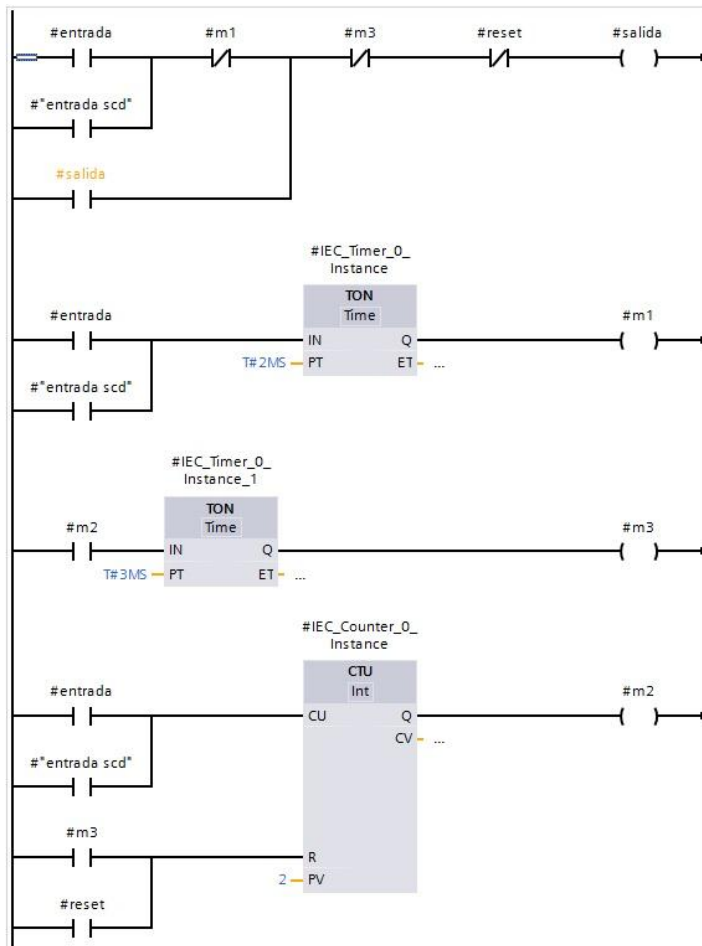 #entrada #m1 #m3 #reset #salida
#"entrada scd"
#salida
#IEC_Timer_0_
Instance
TON
Time
#entrada #m1
IN Q
T#2MS PT ET ...
#"entrada scd"
#IEC_Timer_0_
Instance_1
TON
Time
#m2 #m3
IN Q
T#3MS PT ET ...
#IEC_Counter_0_
Instance
CTU
Int
#entrada #m2
CU Q
CV ...
#"entrada scd"
#m3
R
2 PV
#reset